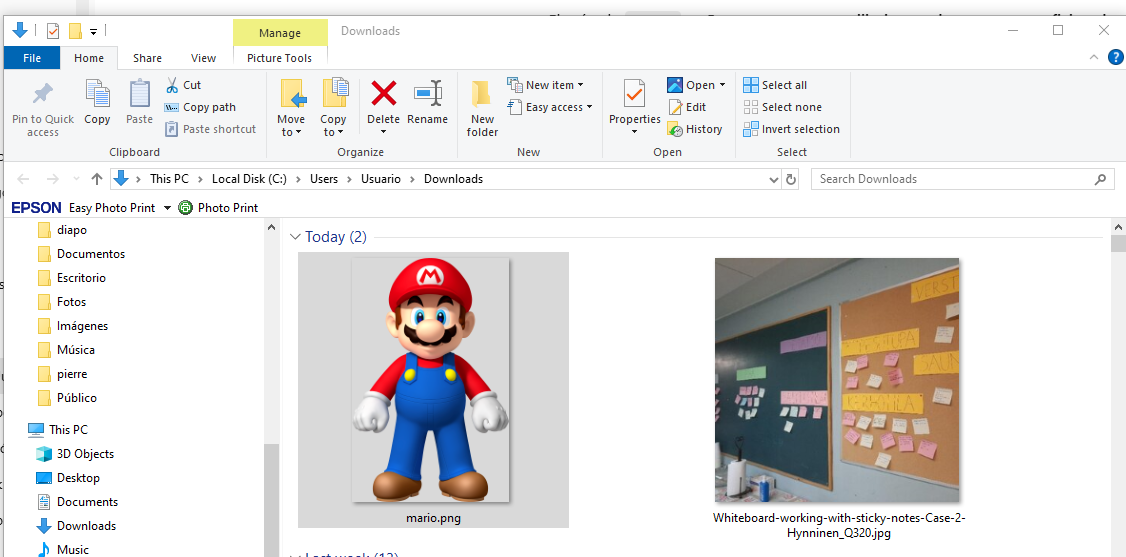 Manage
Downloads
File
Home
Share
View
Picture Tools
Pin to Quick access
Copy
Paste
Cut
Copy path
Paste shortcut
Clipboard
Move to
Copy to
Delete
Rename
Organize
New folder
New item
Easy access
New
Properties
Open
Edit
History
Open
Select all
Select none
Invert selection
Select
This PC > Local Disk (C:) > Users > Usuario > Downloads
Search Downloads
EPSON Easy Photo Print Photo Print
diapo
Documentos
Escritorio
Fotos
Imágenes
Música
pierre
Público
This PC
3D Objects
Desktop
Documents
Downloads
Music
Today (2)
M
mario.png
Whiteboard-working-with-sticky-notes-Case-2-
Hynninen_Q320.jpg